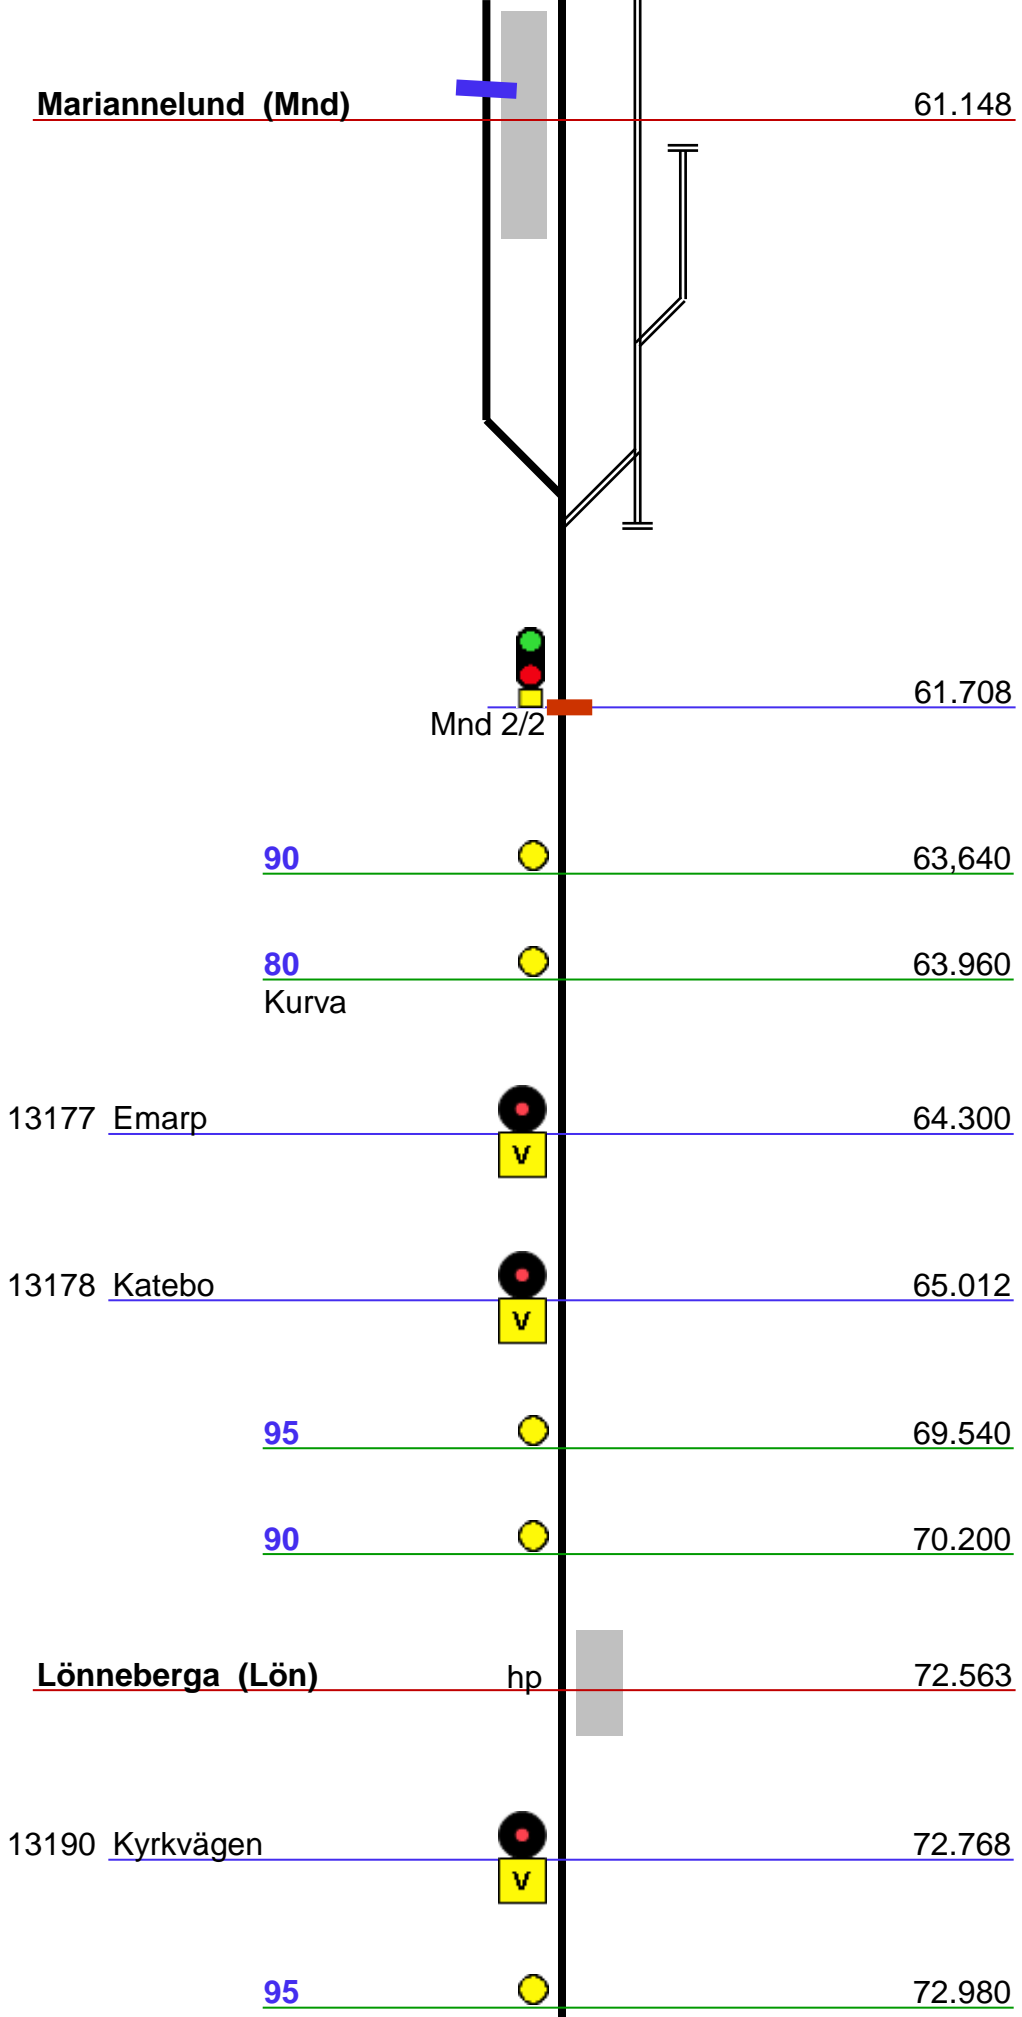 Mariannelund (Mnd) 61.148
61.708
Mnd 2/2
90 63,640
80 63.960
Kurva
13177 Emarp 64.300
V
13178 Katebo 65.012
V
95 69.540
90 70.200
Lönneberga (Lön) hp 72.563
13190 Kyrkvägen 72.768
V
95 72.980